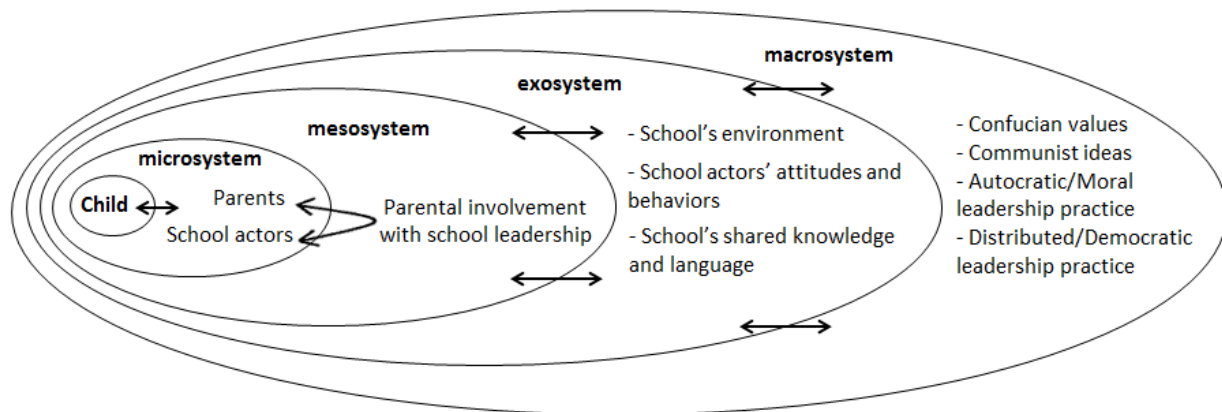 macrosystem
exosystem
mesosystem
microsystem
Child
Parents
School actors
Parental involvement
with school leadership
- School's environment
- School actors' attitudes and
behaviors
- School's shared knowledge
and language
- Confucian values
- Communist ideas
- Autocratic/Moral
leadership practice
- Distributed/Democratic
leadership practice